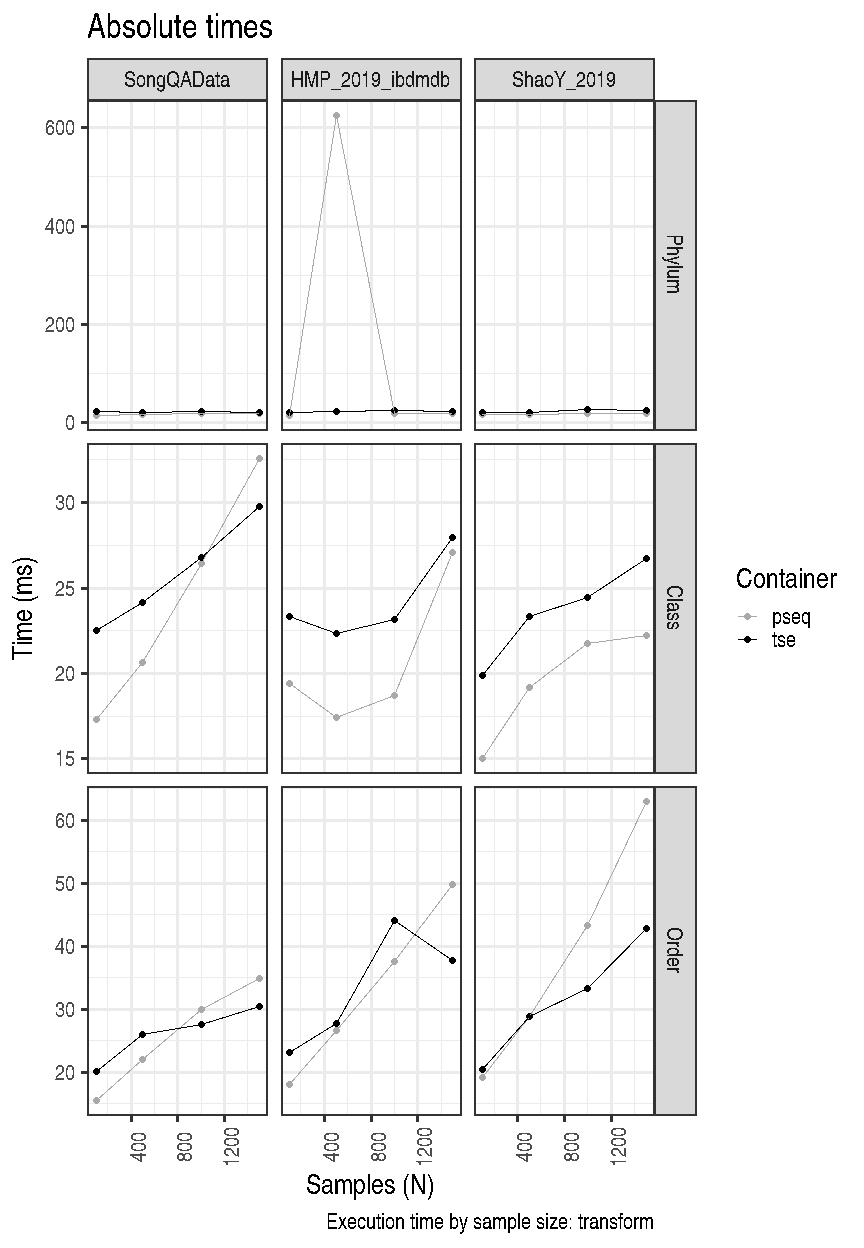 Absolute times
SongQAData HMP_2019_ibdmdb ShaoY_2019
600
400
200
0
Phylum
30
25
20
15
Class
Time (ms)
Container
pseq
tse
60
50
40
30
20
Order
400 800 1200 400 800 1200 400 800 1200
Samples (N)
Execution time by sample size: transform